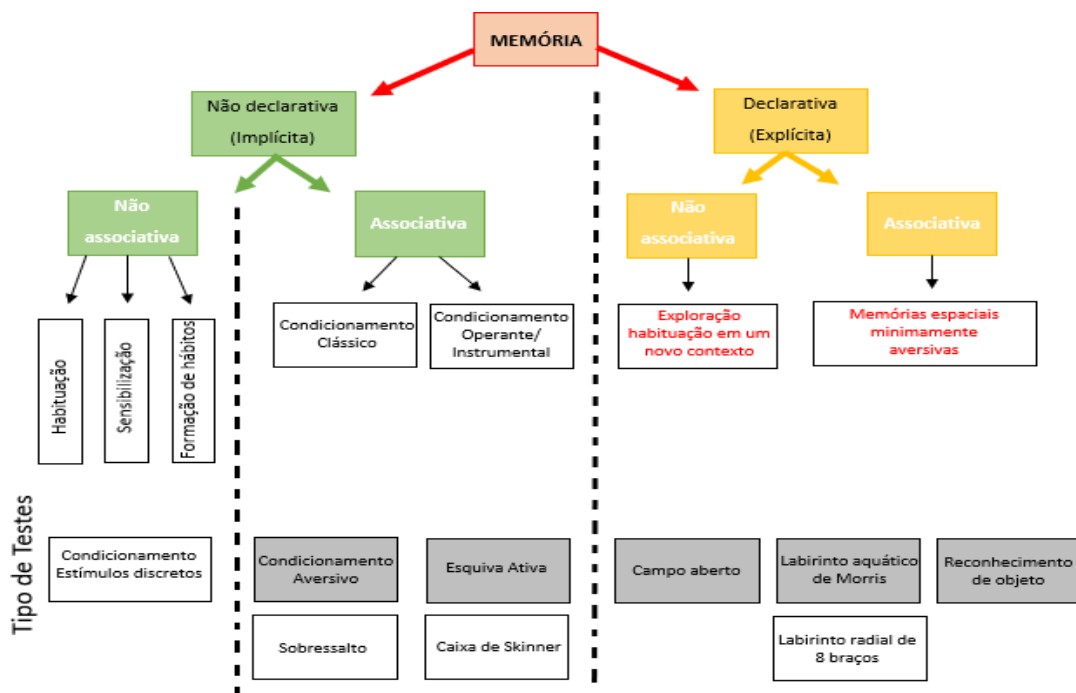 MEMÓRIA
Não declarativa
(Implícita)
Declarativa
(Explícita)
Não
associativa
Associativa
Não
associativa
Associativa
Habituação
Sensibilização
Formação de hábitos
Condicionamento
Clássico
Condicionamento
Operante/
Instrumental
Exploração
habituação em un
novo contexto
Memórias espaciais
minimamente
aversivas
Tipo de Testes
Condicionamento
Estímulos discretos
Condicionamento
Aversivo
Esquiva Ativa
Campo aberto
Labirinto aquático
de Morris
Reconhecimento
de objeto
Sobressalto
Caixa de Skinner
Labirinto radial de
8 braços